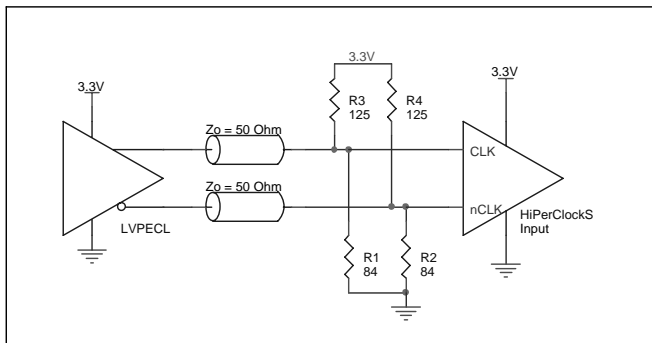 3.3V
3.3V
3.3V
R3
125
R4
125
Zo = 50 Ohm
CLK
Zo = 50 Ohm
nCLK
HiPerClockS
Input
LVPECL
R1
84
R2
84